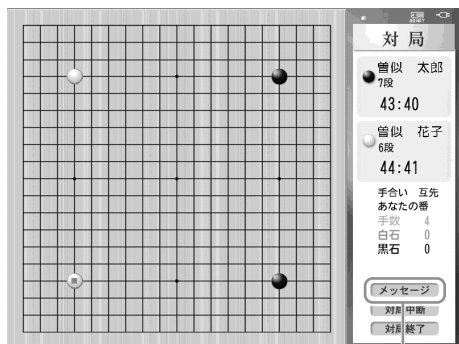 対局
曽似 太郎
7段
43:40
曽似 花子
6段
44:41
手合い 互先
あなたの番
手数 4
白石 0
黒石 0
メッセージ
対局中断
対局終了